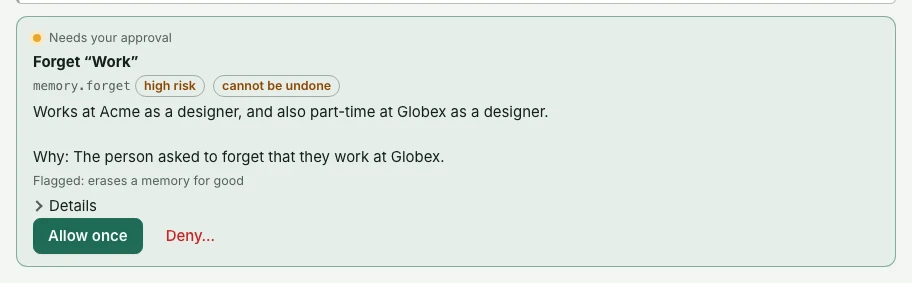 Needs your approval
Forget “Work”
memory.forget high risk cannot be undone
Works at Acme as a designer, and also part-time at Globex as a designer.
Why: The person asked to forget that they work at Globex.
Flagged: erases a memory for good
Details
Allow once Deny...